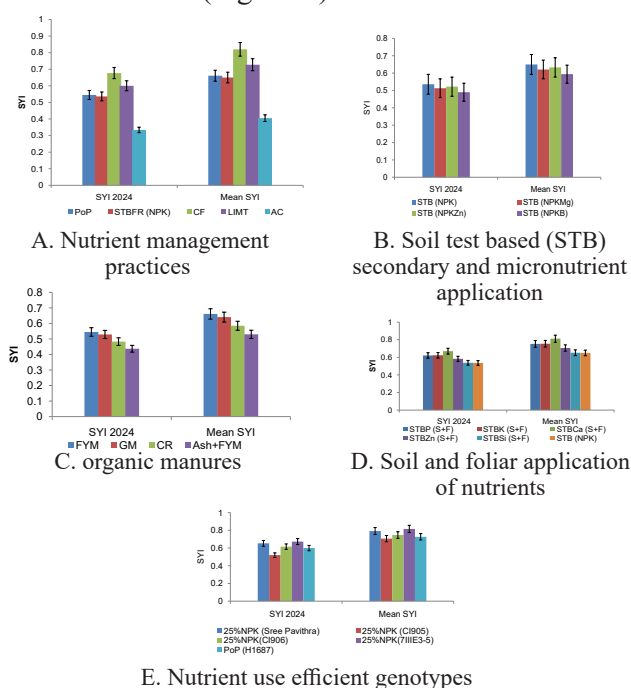 0.9
0.8
0.7
0.6
0.5
0.4
0.3
0.2
0.1
0
SYI
SYI 2024 Mean SYI
PoP STBFR (NPK) CF LIMT AC
A. Nutrient management
practices
0.8
0.7
0.6
0.5
0.4
0.3
0.2
0.1
0
SYI
SYI 2024 Mean SYI
STB (NPK) STB (NPKMg)
STB (NPKZn) STB (NPKB)
B. Soil test based (STB)
secondary and micronutrient
application
0.8
0.7
0.6
0.5
0.4
0.3
0.2
0.1
0
SYI
SYI 2024 Mean SYI
FYM GM CR Ash+FYM
C. organic manures
1
0.8
0.6
0.4
0.2
0
SYI
SYI 2024 Mean SYI
STBP (S+F) STBK (S+F) STBCa (S+F)
STBZn (S+F) STBSi (S+F) STB (NPK)
D. Soil and foliar application
of nutrients
1
0.8
0.6
0.4
0.2
0
SYI
SYI 2024 Mean SYI
25%NPK (Sree Pavithra) 25%NPK (CI905)
25%NPK(CI906) 25%NPK(7IIIE3-5)
PoP (H1687)
E. Nutrient use efficient genotypes